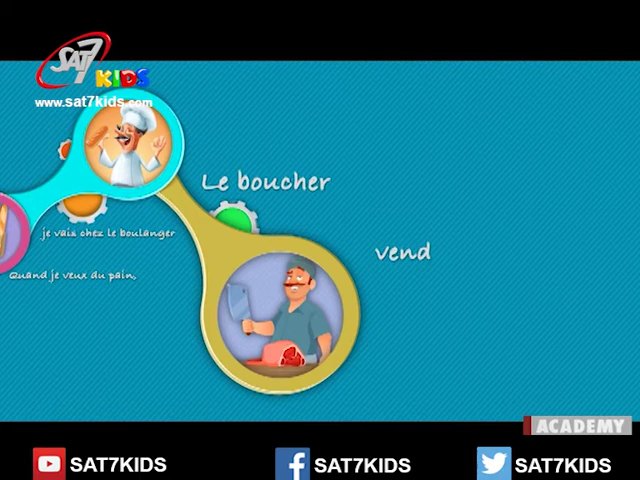 SAT7
KIDS
www.sat7kids.com
Le boucher
je vais chez le boulanger
vend
Quand je veux du pain,
ACADEMY
SAT7KIDS
SAT7KIDS
SAT7KIDS